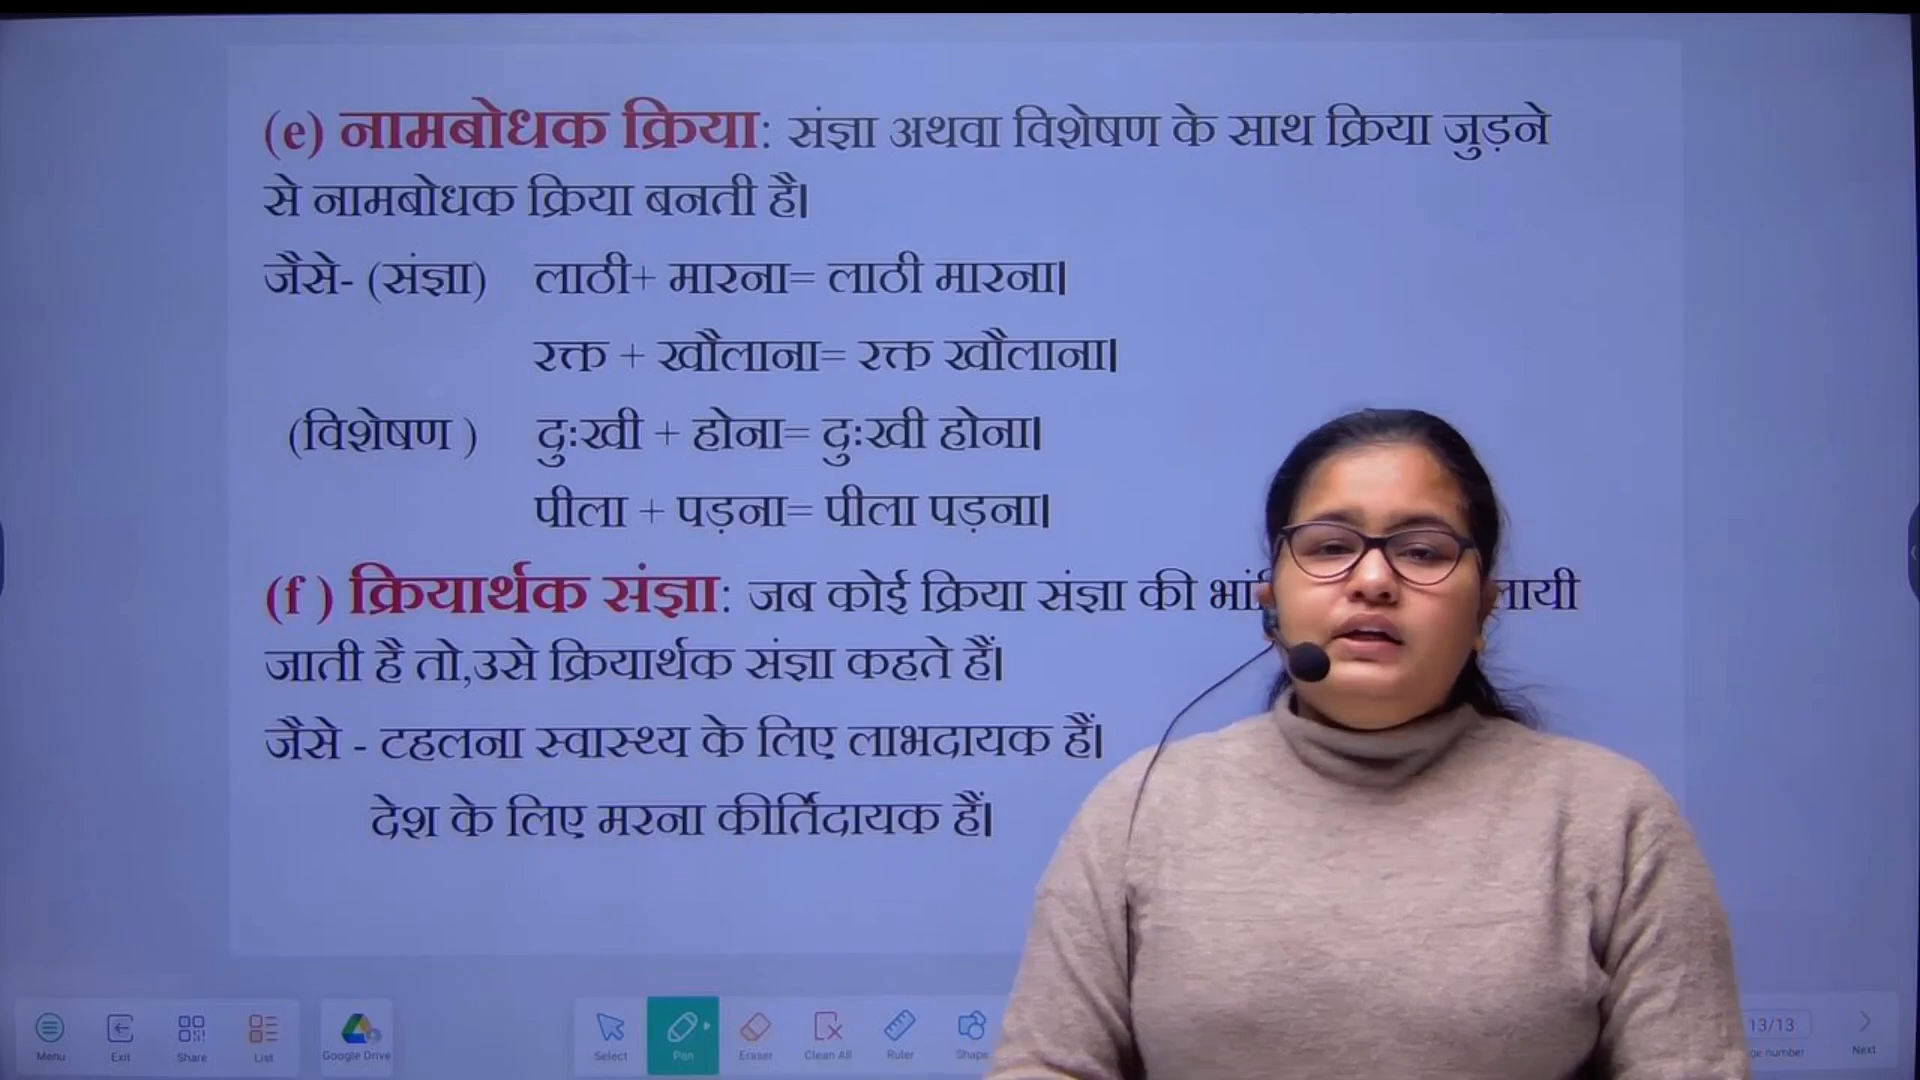 (e) नामबोधक क्रिया: संज्ञा अथवा विशेषण के साथ क्रिया जुड़ने
से नामबोधक क्रिया बनती है।
जैसे- (संज्ञा) लाठी+ मारना= लाठी मारना।
रक्त + खौलाना= रक्त खौलाना।
(विशेषण ) दुःखी + होना= दुःखी होना।
पीला + पड़ना= पीला पड़ना।
(f ) क्रियार्थक संज्ञा: जब कोई क्रिया संज्ञा की लायी
जाती है तो,उसे क्रियार्थक संज्ञा कहते हैं।
जैसे - टहलना स्वास्थ्य के लिए लाभदायक हैं।
देश के लिए मरना कीर्तिदायक हैं।
Menu Exit Share List Google Drive Select Pen Eraser Clean All Ruler Shape 13/13 number Next